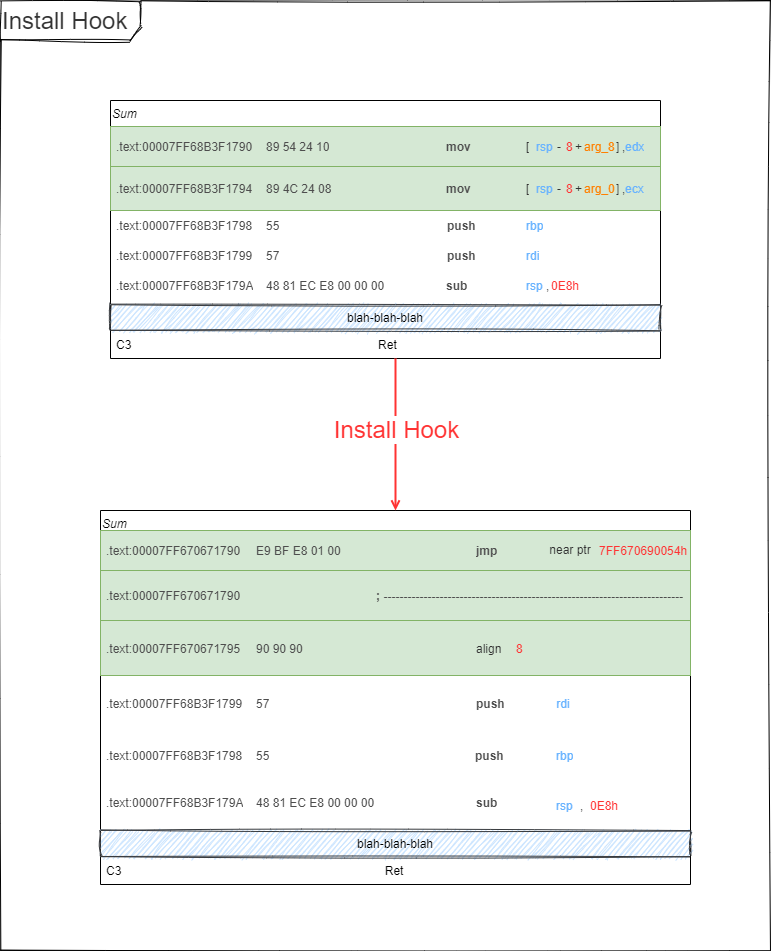 Install Hook
Sum
.text:00007FF68B3F1790 89 54 24 10 mov [ rsp - 8 + arg_8] ,edx
.text:00007FF68B3F1794 89 4C 24 08 mov [ rsp - 8 + arg_0] ,ecx
.text:00007FF68B3F1798 55 push rbp
.text:00007FF68B3F1799 57 push rdi
.text:00007FF68B3F179A 48 81 EC E8 00 00 00 sub rsp , 0E8h
blah-blah-blah
C3 Ret
Install Hook
Sum
.text:00007FF670671790 E9 BF E8 01 00 jmp near ptr 7FF670690054h
.text:00007FF670671790 ; ---------------------------------------------------------------------------
.text:00007FF670671795 90 90 90 align 8
.text:00007FF68B3F1799 57 push rdi
.text:00007FF68B3F1798 55 push rbp
.text:00007FF68B3F179A 48 81 EC E8 00 00 00 sub rsp , 0E8h
blah-blah-blah
C3 Ret